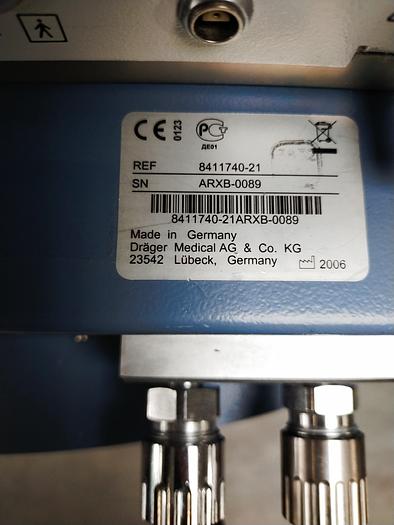 CE 0123 PCT
ДЕ01
REF 8411740-21
SN ARXB-0089
8411740-21ARXB-0089
Made in Germany
Dräger Medical AG & Co. KG
23542 Lübeck, Germany 2006